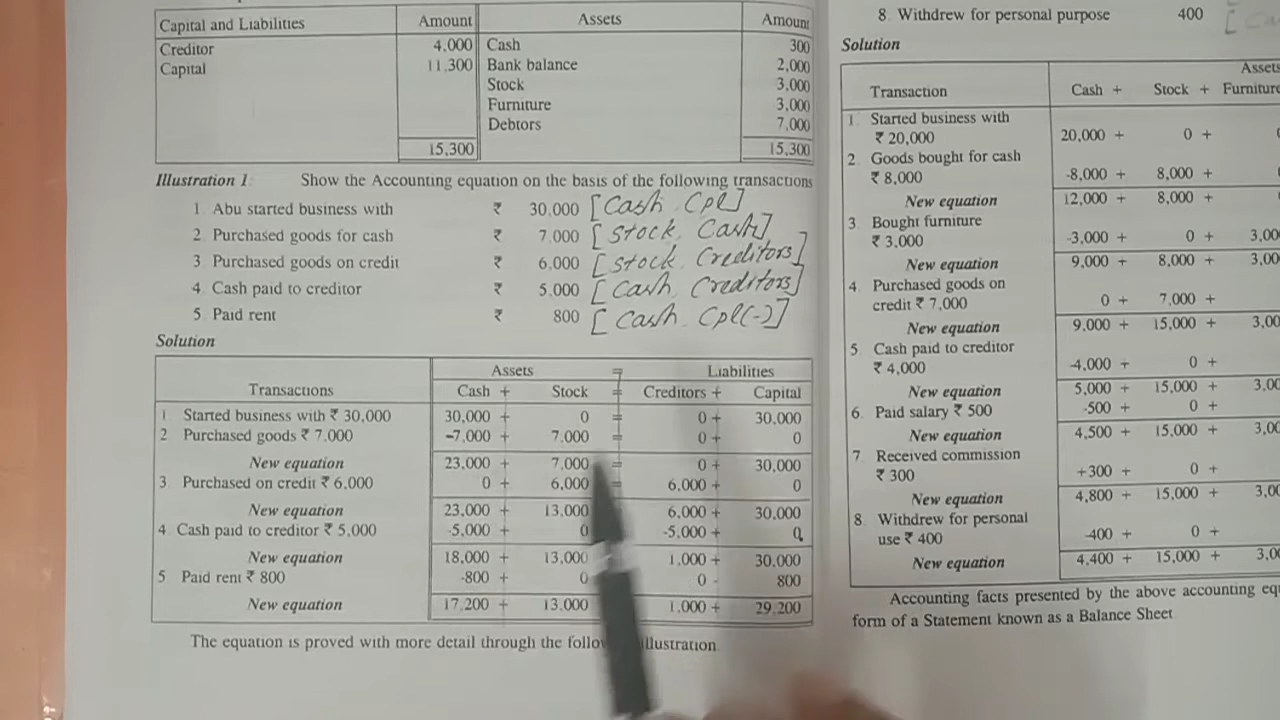 Capital and Liabilities Amount Assets Amount
Creditor 4,000 Cash 300
Capital 11,300 Bank balance 2,000
Stock 3,000
Furniture 3,000
Debtors 7,000
15,300 15,300
Illustration 1: Show the Accounting equation on the basis of the following transactions
1. Abu started business with ₹ 30,000 [Cash Cpl]
2. Purchased goods for cash ₹ 7,000 [Stock, Cash]
3. Purchased goods on credit ₹ 6,000 [Stock, Creditors]
4. Cash paid to creditor ₹ 5,000 [Cash, Creditors]
5. Paid rent ₹ 800 [Cash, Cpl(-)]
Solution
Transactions Assets = Liabilities
Cash + Stock = Creditors + Capital
1. Started business with ₹ 30,000 30,000 + 0 = 0 + 30,000
2. Purchased goods ₹ 7,000 –7,000 + 7,000 = 0 + 0
New equation 23,000 + 7,000 = 0 + 30,000
3. Purchased on credit ₹ 6,000 0 + 6,000 = 6,000 + 0
New equation 23,000 + 13,000 6,000 + 30,000
4. Cash paid to creditor ₹ 5,000 -5,000 + 0 -5,000 + 0
New equation 18,000 + 13,000 1,000 + 30,000
5. Paid rent ₹ 800 -800 + 0 0 - 800
New equation 17,200 + 13,000 1,000 + 29,200
The equation is proved with more detail through the illustration
8. Withdrew for personal purpose 400
Solution
Assets
Transaction Cash + Stock + Furniture
1. Started business with
₹ 20,000 20,000 + 0 +
2. Goods bought for cash
₹ 8,000 -8,000 + 8,000 +
New equation 12,000 + 8,000 +
3. Bought furniture
₹ 3,000 -3,000 + 0 +
New equation 9,000 + 8,000 +
4. Purchased goods on
credit ₹ 7,000 0 + 7,000 +
New equation 9,000 + 15,000 +
5. Cash paid to creditor
₹ 4,000 -4,000 + 0 +
New equation 5,000 + 15,000 +
6. Paid salary ₹ 500 -500 + 0 +
New equation 4,500 + 15,000 +
7. Received commission
₹ 300 +300 + 0 +
New equation 4,800 + 15,000 +
8. Withdrew for personal
use ₹ 400 -400 + 0 +
New equation 4,400 + 15,000 +
Accounting facts presented by the above accounting
form of a Statement known as a Balance Sheet